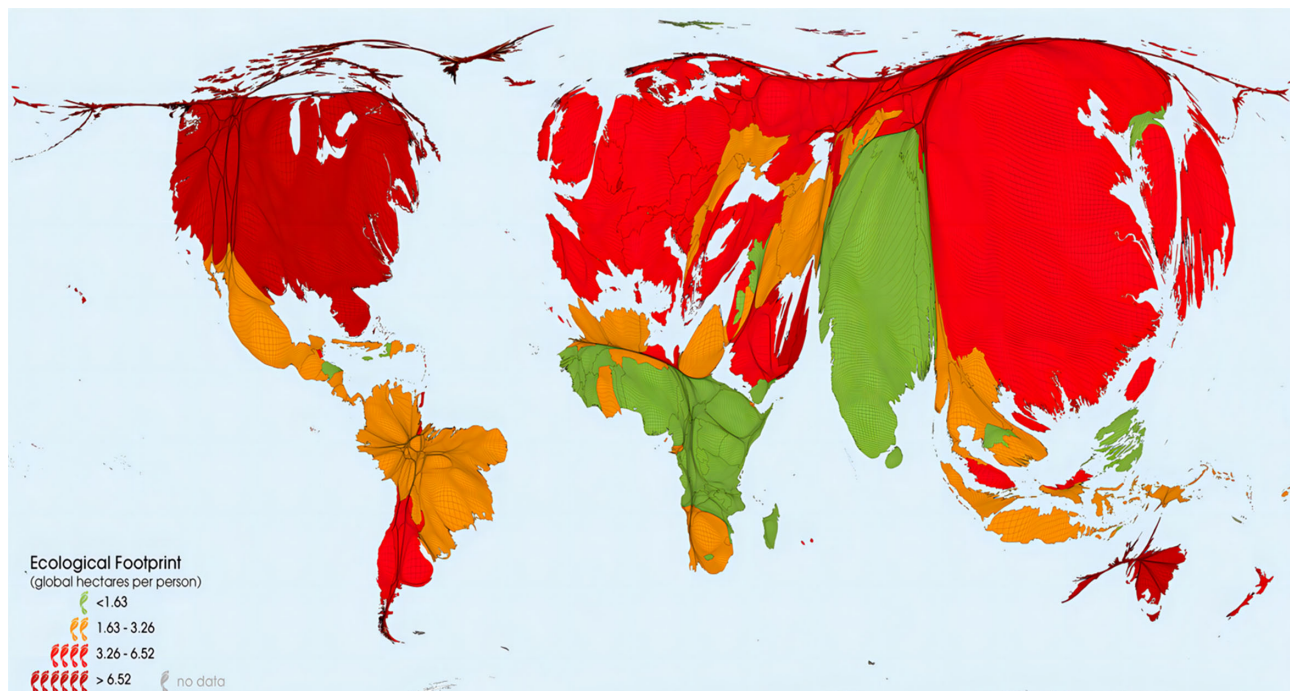 Ecological Footprint
(global hectares per person)
<1.63
1.63 - 3.26
3.26 - 6.52
> 6.52
no data